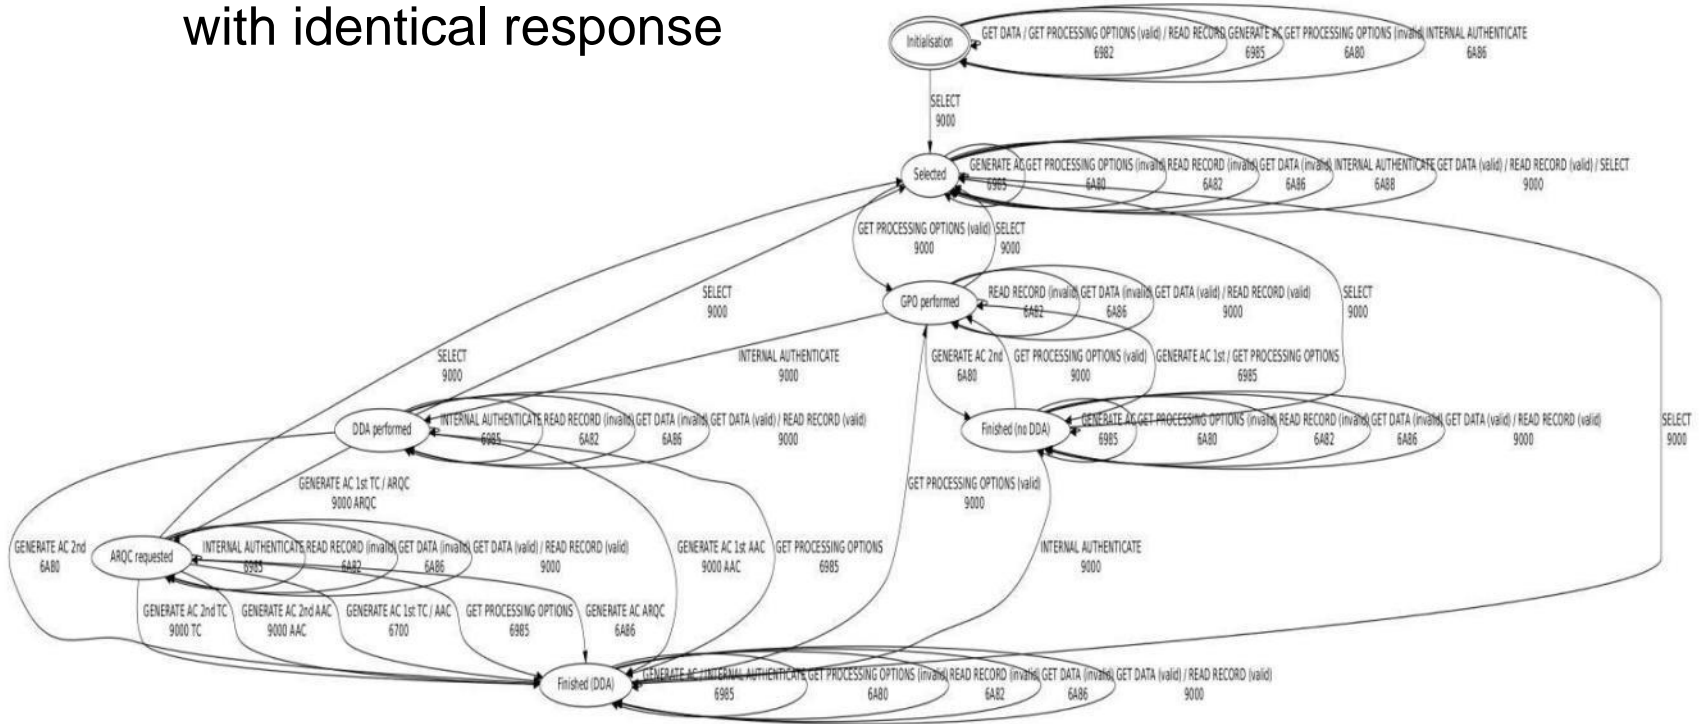 with identical response
Initialisation
GET DATA / GET PROCESSING OPTIONS (valid) / READ RECORD
6982
GENERATE AC
6985
GET PROCESSING OPTIONS (invalid)
6A80
INTERNAL AUTHENTICATE
6A86
SELECT
9000
Selected
GENERATE AC
6985
GET PROCESSING OPTIONS (invalid)
6A80
READ RECORD (invalid)
6A82
GET DATA (invalid)
6A86
INTERNAL AUTHENTICATE
6A88
GET DATA (valid) / READ RECORD (valid) / SELECT
9000
GET PROCESSING OPTIONS (valid)
9000
SELECT
9000
SELECT
9000
GPO performed
READ RECORD (invalid)
6A82
GET DATA (invalid)
6A86
GET DATA (valid) / READ RECORD (valid)
9000
SELECT
9000
SELECT
9000
INTERNAL AUTHENTICATE
9000
GENERATE AC 2nd
6A80
GET PROCESSING OPTIONS (valid)
9000
GENERATE AC 1st / GET PROCESSING OPTIONS
6985
DDA performed
INTERNAL AUTHENTICATE
6985
READ RECORD (invalid)
6A82
GET DATA (invalid)
6A86
GET DATA (valid) / READ RECORD (valid)
9000
Finished (no DDA)
GENERATE AC
6985
GET PROCESSING OPTIONS (invalid)
6A80
READ RECORD (invalid)
6A82
GET DATA (invalid)
6A86
GET DATA (valid) / READ RECORD (valid)
9000
SELECT
9000
GENERATE AC 1st TC / ARQC
9000 ARQC
GET PROCESSING OPTIONS (valid)
9000
GENERATE AC 2nd
6A80
ARQC requested
INTERNAL AUTHENTICATE
6985
READ RECORD (invalid)
6A82
GET DATA (invalid)
6A86
GET DATA (valid) / READ RECORD (valid)
9000
GENERATE AC 1st AAC
9000 AAC
GET PROCESSING OPTIONS
6985
INTERNAL AUTHENTICATE
9000
GENERATE AC 2nd TC
9000 TC
GENERATE AC 2nd AAC
9000 AAC
GENERATE AC 1st TC / AAC
6700
GET PROCESSING OPTIONS
6985
GENERATE AC ARQC
6A86
Finished (DDA)
GENERATE AC / INTERNAL AUTHENTICATE
6985
GET PROCESSING OPTIONS (invalid)
6A80
READ RECORD (invalid)
6A82
GET DATA (invalid)
6A86
GET DATA (valid) / READ RECORD (valid)
9000